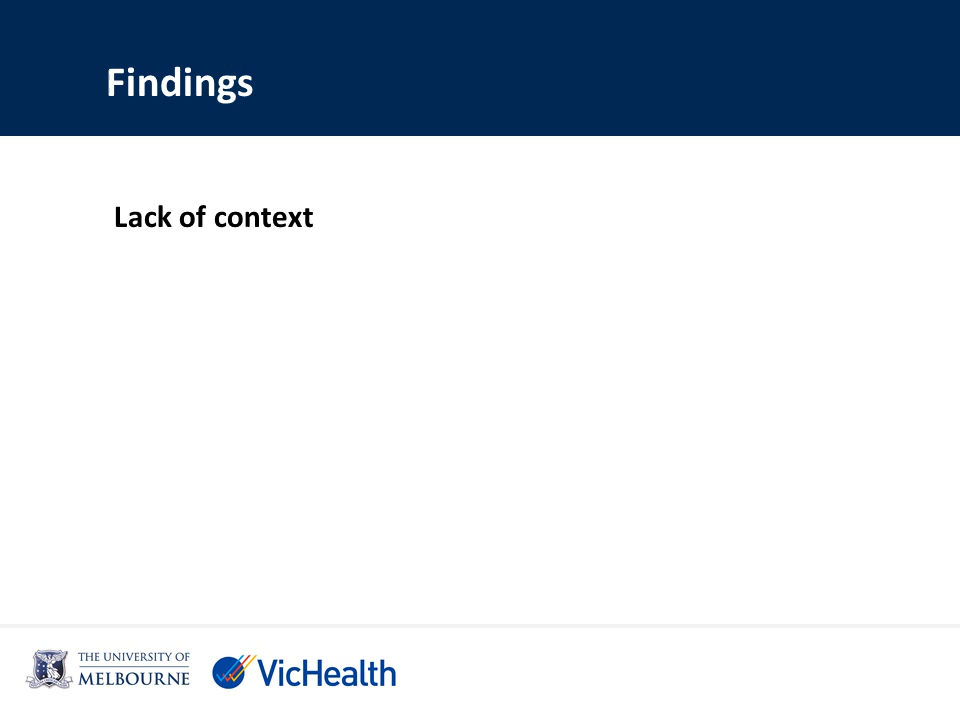 Findings
Lack of context
THE UNIVERSITY OF
MELBOURNE
VicHealth